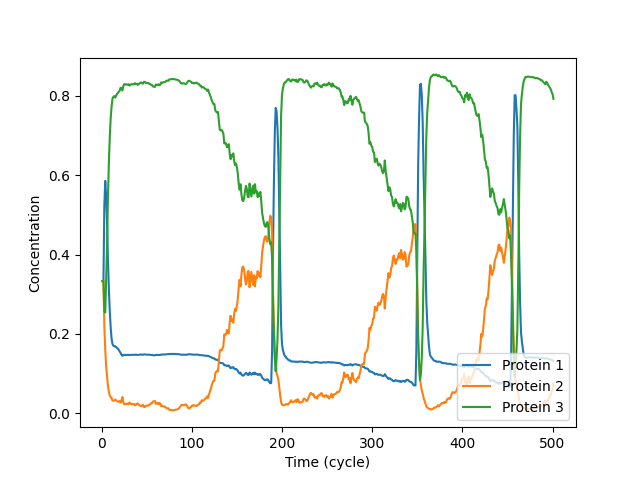 0.8
0.6
0.4
0.2
0.0
Concentration
0
100
200
300
400
500
Time (cycle)
Protein 1
Protein 2
Protein 3